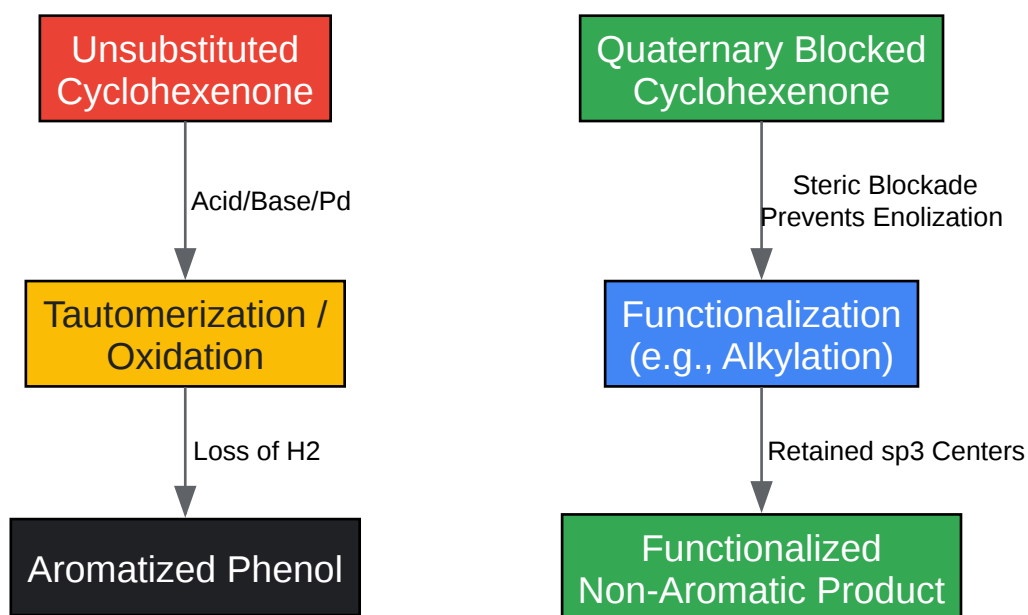 Unsubstituted
Cyclohexenone
Acid/Base/Pd
Tautomerization /
Oxidation
Loss of H2
Aromatized Phenol
Quaternary Blocked
Cyclohexenone
Steric Blockade
Prevents Enolization
Functionalization
(e.g., Alkylation)
Retained sp3 Centers
Functionalized
Non-Aromatic Product